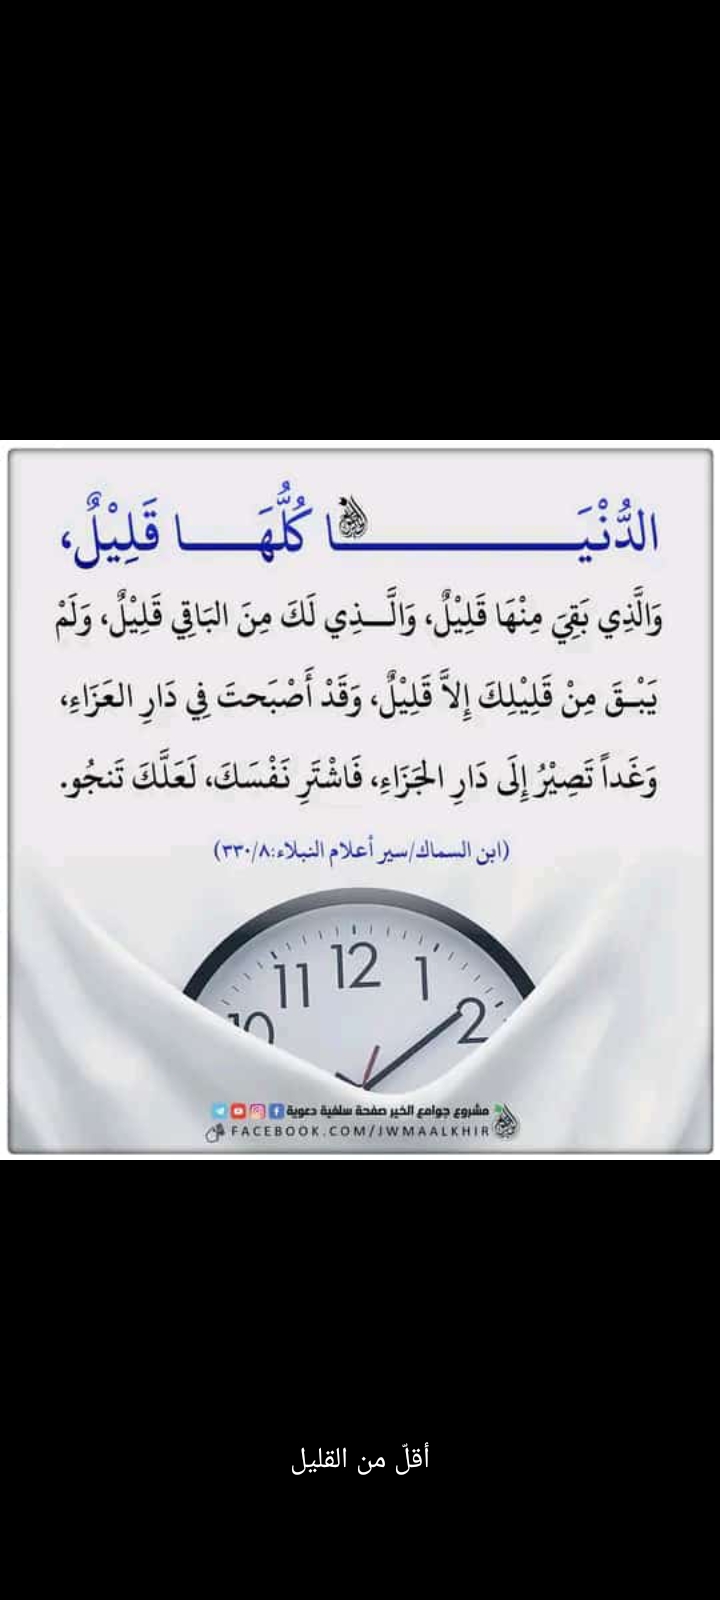 الدُّنْيَا كُلُّهَا قَلِيْلٌ،
وَالَّذِي بَقِيَ مِنْهَا قَلِيْلٌ، وَالَّذِي لَكَ مِنَ البَاقِي قَلِيْلٌ، وَلَمْ
يَبْقَ مِنْ قَلِيْلِكَ إِلاَّ قَلِيْلٌ، وَقَدْ أَصْبَحتَ فِي دَارِ العَزَاءِ،
وَغَداً تَصِيْرُ إِلَى دَارِ الجَزَاءِ، فَاشْتَرِ نَفْسَكَ، لَعَلَّكَ تَنجُو.
(ابن السماك/سير أعلام النبلاء:٣٣٠/٨)
11 12 1
10 2
مشروع جوامع الخير صفحة سلفية دعوية
FACEBOOK.COM/JWMAALKHIR
أقلّ من القليل